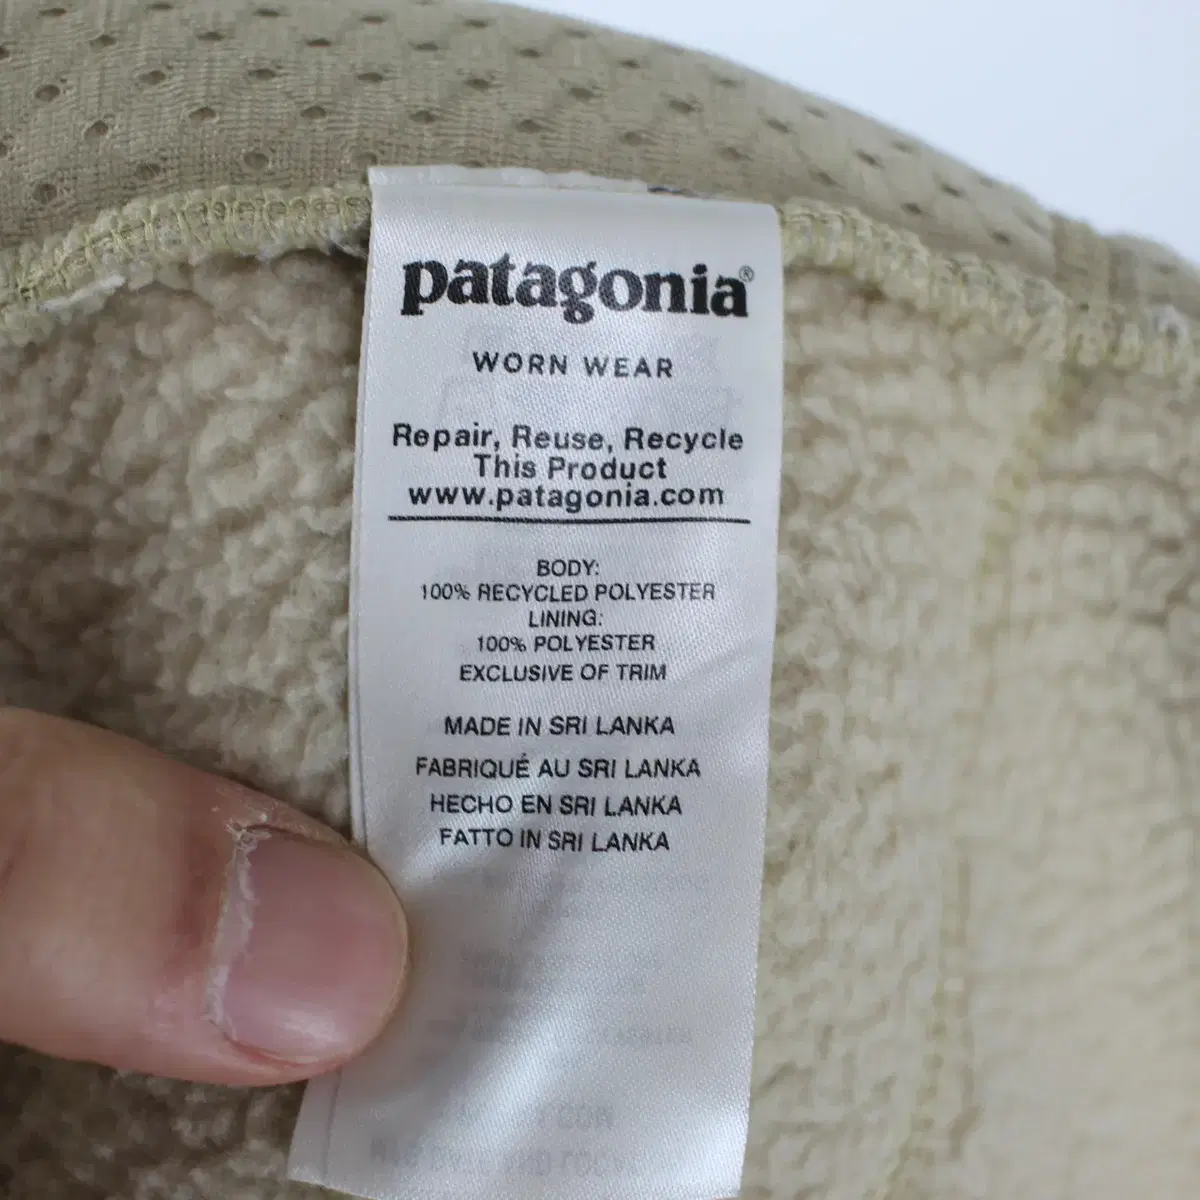 patagonia®
WORN WEAR
Repair, Reuse, Recycle
This Product
www.patagonia.com
BODY:
100% RECYCLED POLYESTER
LINING:
100% POLYESTER
EXCLUSIVE OF TRIM
MADE IN SRI LANKA
FABRIQUÉ AU SRI LANKA
HECHO EN SRI LANKA
FATTO IN SRI LANKA